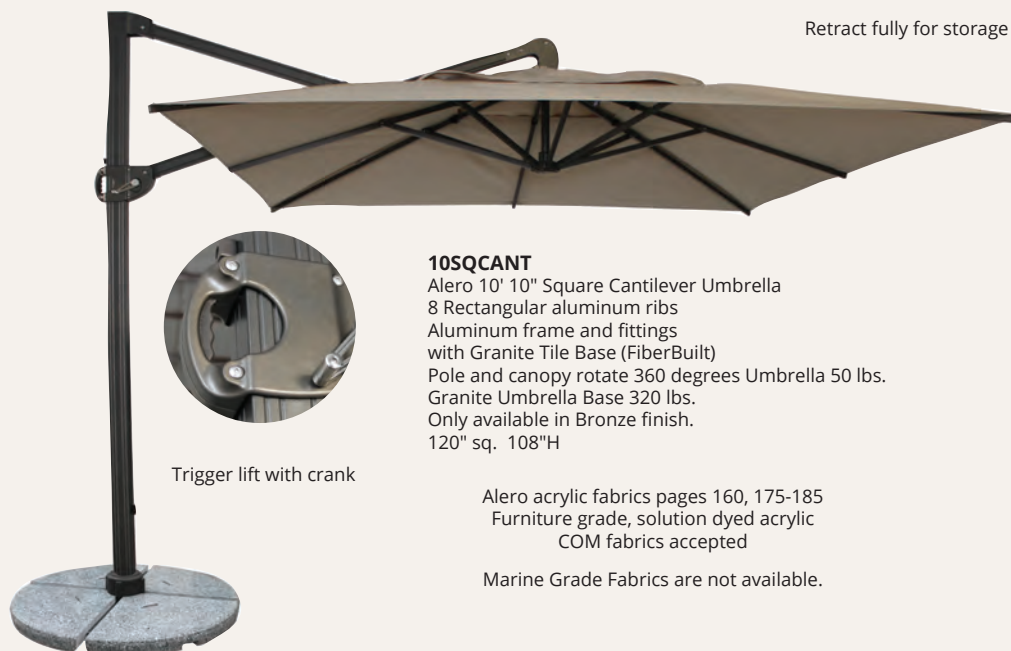 Retract fully for storage
10SQCANT
Alero 10' 10" Square Cantilever Umbrella
8 Rectangular aluminum ribs
Aluminum frame and fittings
with Granite Tile Base (FiberBuilt)
Pole and canopy rotate 360 degrees Umbrella 50 lbs.
Granite Umbrella Base 320 lbs.
Only available in Bronze finish.
120" sq. 108"H
Trigger lift with crank
Alero acrylic fabrics pages 160, 175-185
Furniture grade, solution dyed acrylic
COM fabrics accepted
Marine Grade Fabrics are not available.